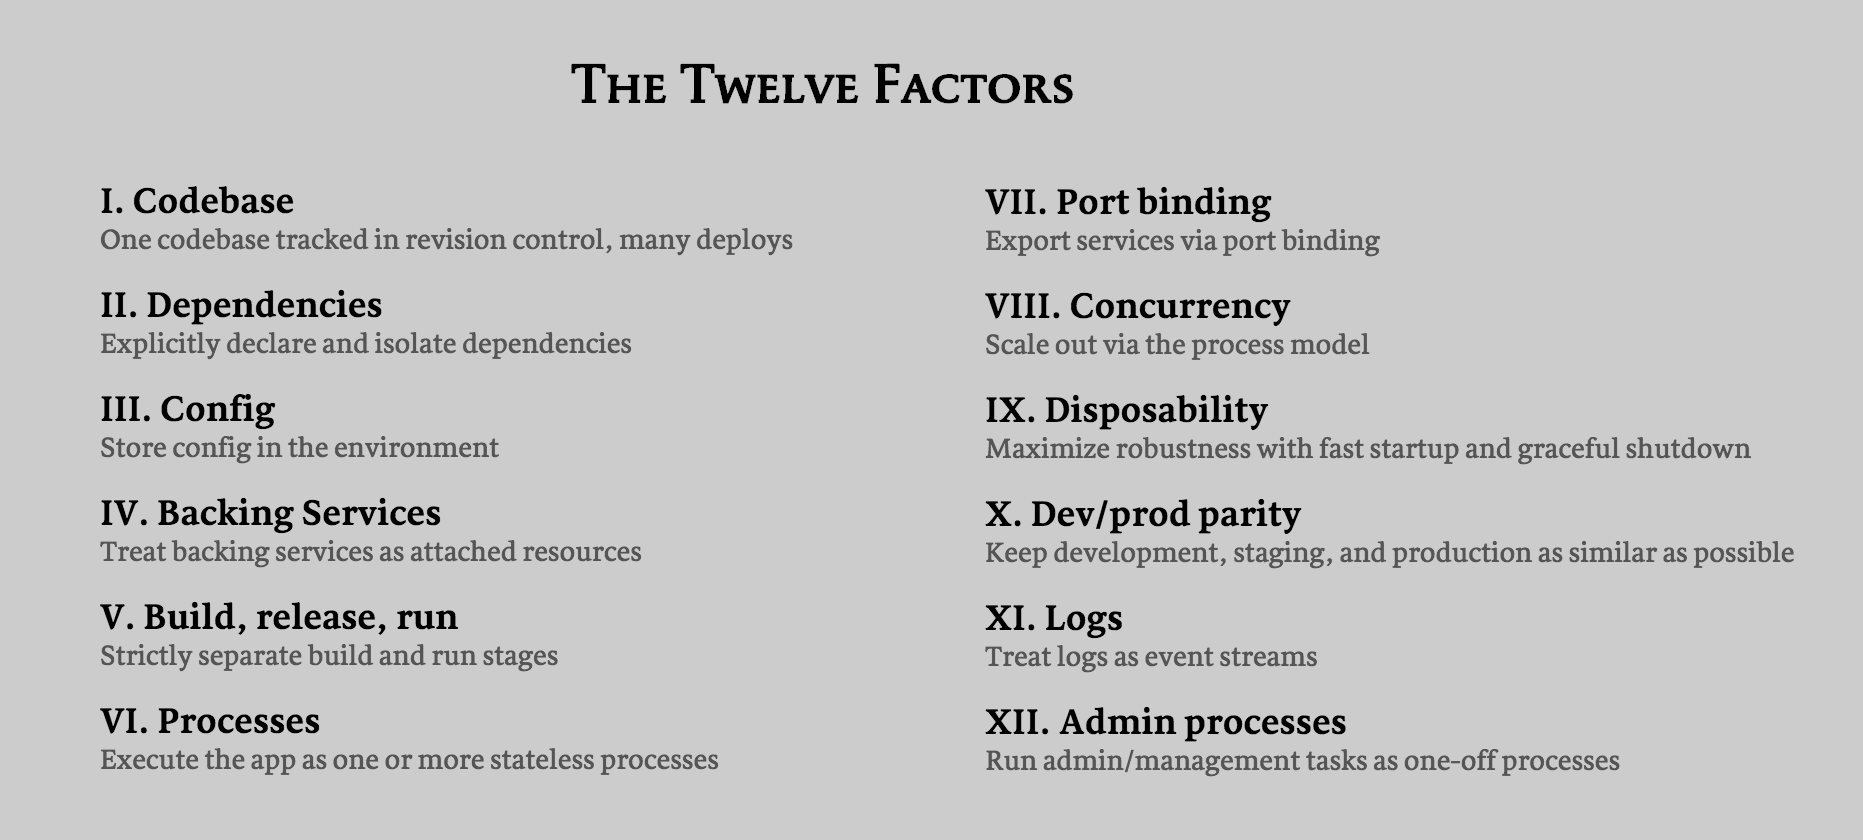 The Twelve Factors
I. Codebase
One codebase tracked in revision control, many deploys
II. Dependencies
Explicitly declare and isolate dependencies
III. Config
Store config in the environment
IV. Backing Services
Treat backing services as attached resources
V. Build, release, run
Strictly separate build and run stages
VI. Processes
Execute the app as one or more stateless processes
VII. Port binding
Export services via port binding
VIII. Concurrency
Scale out via the process model
IX. Disposability
Maximize robustness with fast startup and graceful shutdown
X. Dev/prod parity
Keep development, staging, and production as similar as possible
XI. Logs
Treat logs as event streams
XII. Admin processes
Run admin/management tasks as one-off processes